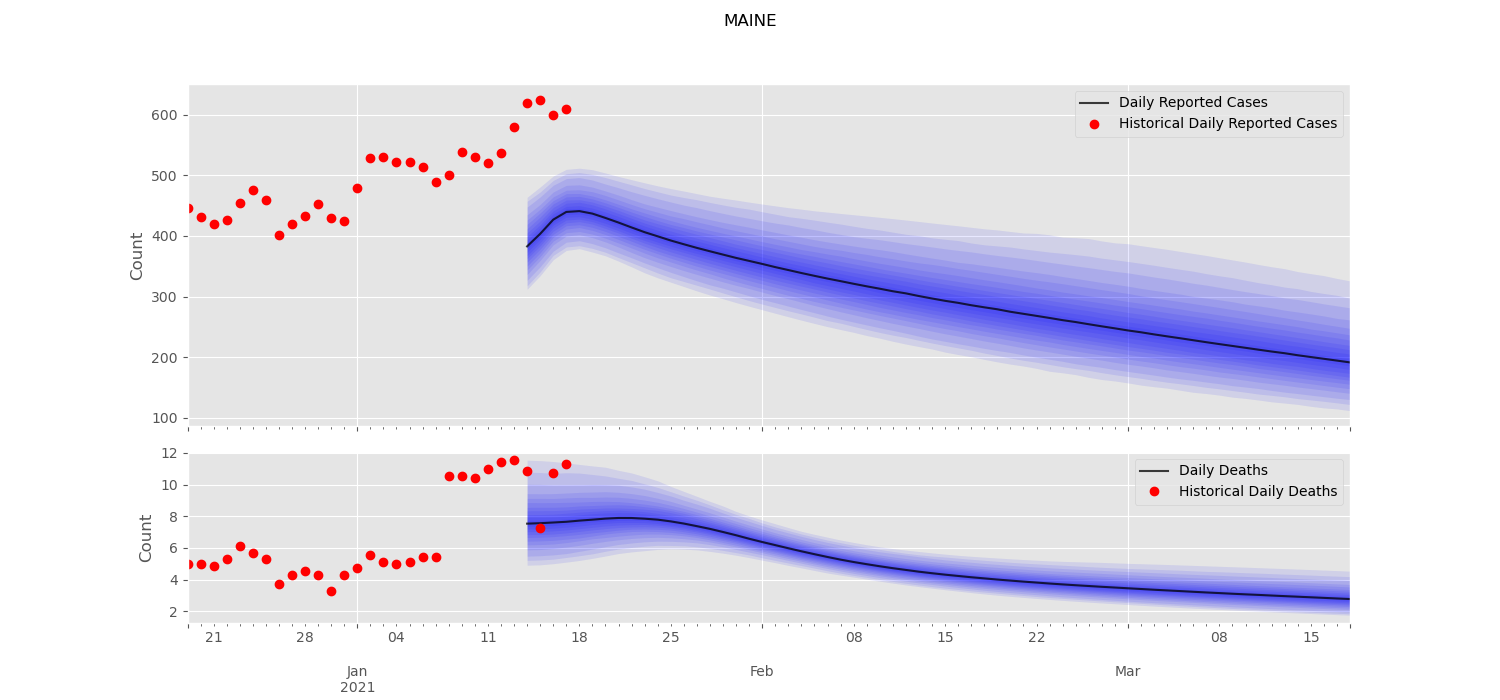 MAINE
600
500
400
300
200
100
Count
Daily Reported Cases
Historical Daily Reported Cases
12
10
8
6
4
2
Count
Daily Deaths
Historical Daily Deaths
21 28 04 11 18 25 08 15 22 08 15
Jan Feb Mar
2021